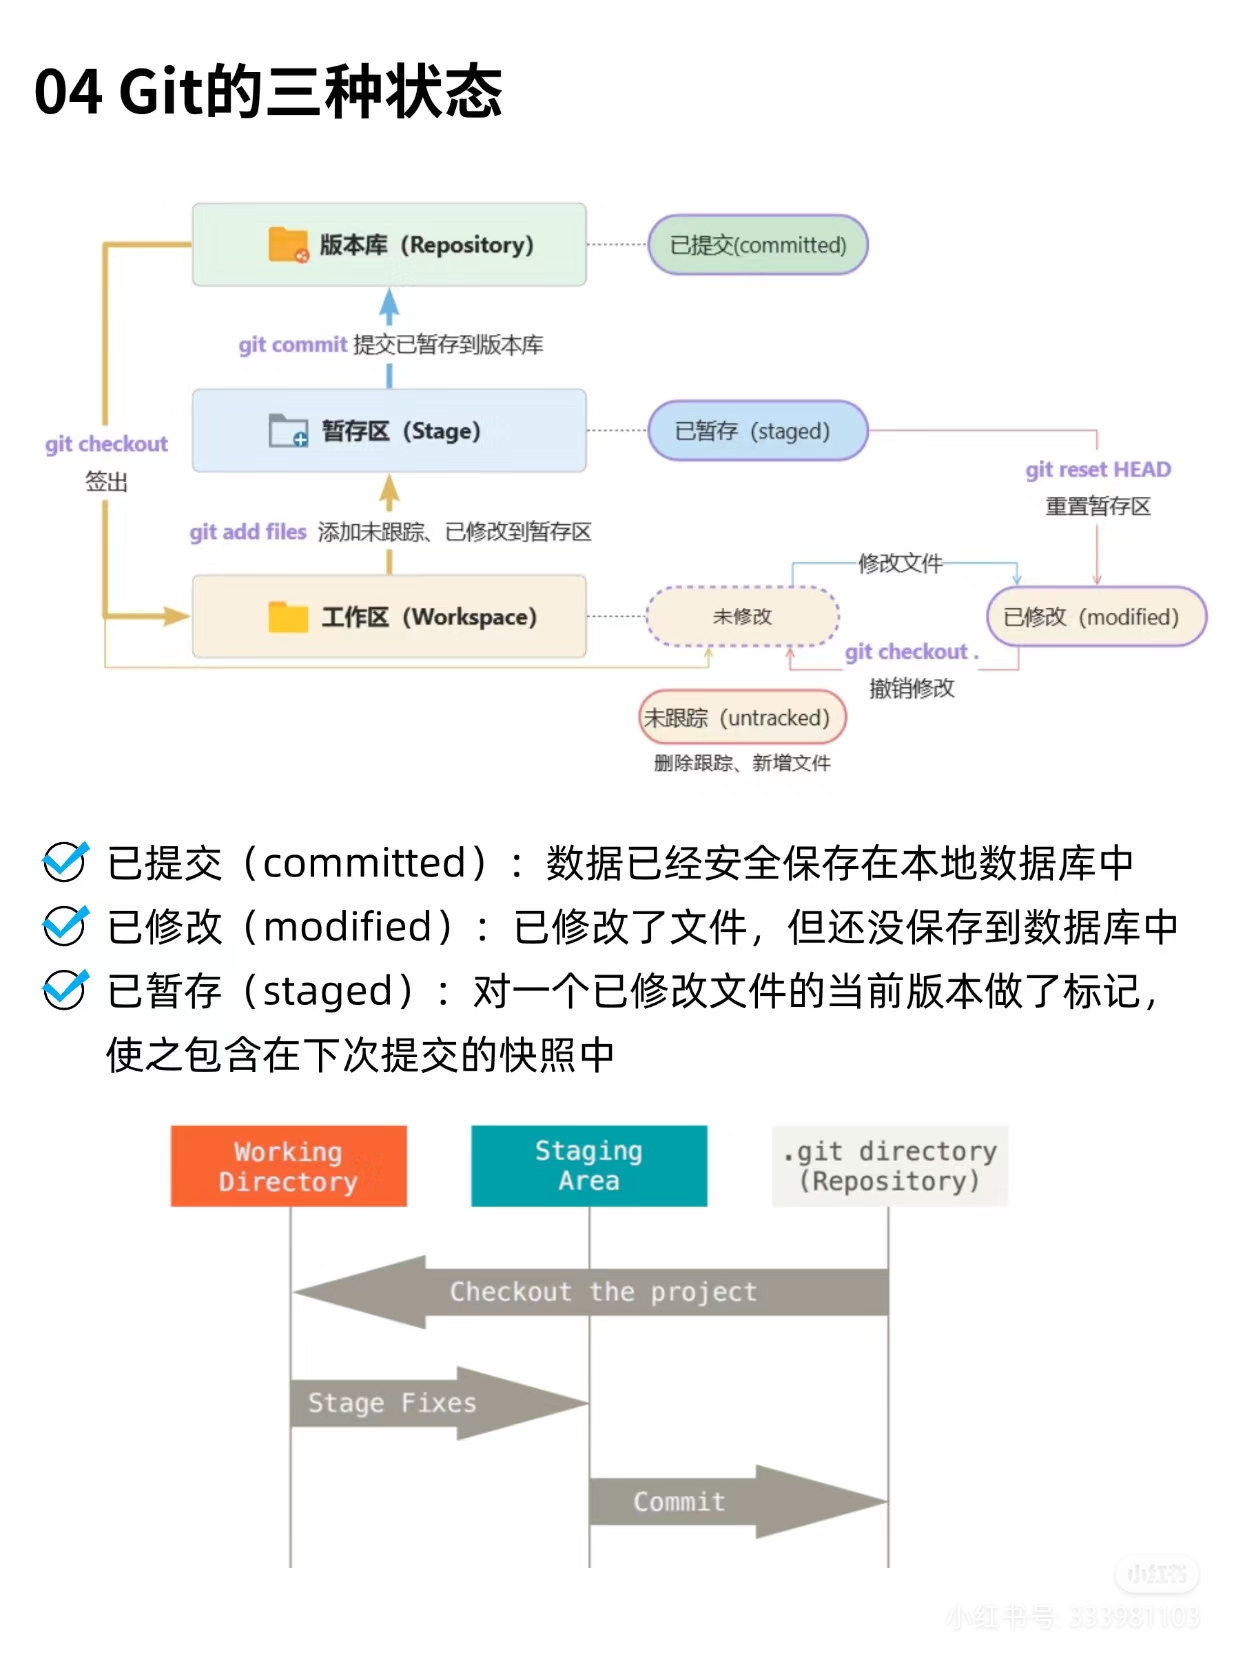 04 Git的三种状态
版本库（Repository）
已提交(committed)
git commit 提交已暂存到版本库
暂存区（Stage）
已暂存（staged）
git checkout
签出
git reset HEAD
重置暂存区
git add files 添加未跟踪、已修改到暂存区
修改文件
工作区（Workspace）
未修改
已修改（modified）
git checkout .
撤销修改
未跟踪（untracked）
删除跟踪、新增文件
已提交（committed）：数据已经安全保存在本地数据库中
已修改（modified）：已修改了文件，但还没保存到数据库中
已暂存（staged）：对一个已修改文件的当前版本做了标记，
使之包含在下次提交的快照中
Working
Directory
Staging
Area
.git directory
(Repository)
Checkout the project
Stage Fixes
Commit
小红书
小红书号: 333981103